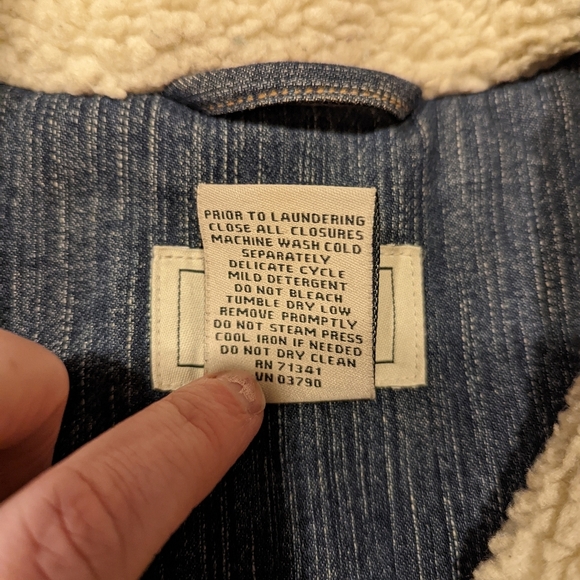 PRIOR TO LAUNDERING
CLOSE ALL CLOSURES
MACHINE WASH COLD
SEPARATELY
DELICATE CYCLE
MILD DETERGENT
DO NOT BLEACH
TUMBLE DRY LOW
REMOVE PROMPTLY
DO NOT STEAM PRESS
COOL IRON IF NEEDED
DO NOT DRY CLEAN
RN 71341
VN 03790